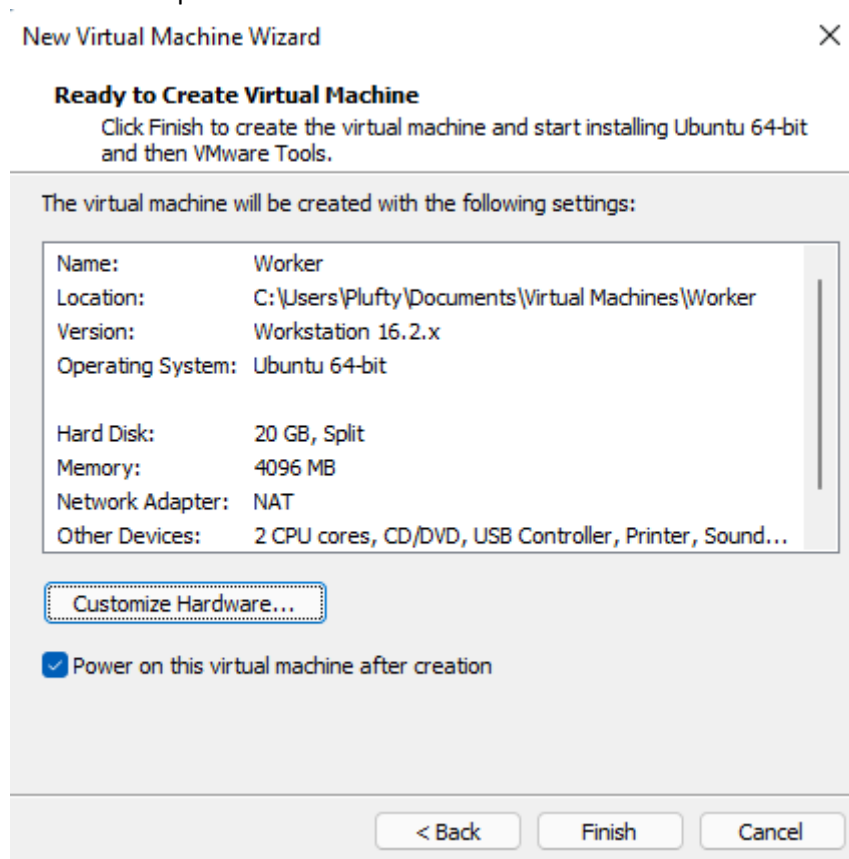 New Virtual Machine Wizard
Ready to Create Virtual Machine
Click Finish to create the virtual machine and start installing Ubuntu 64-bit
and then VMware Tools.
The virtual machine will be created with the following settings:
Name: Worker
Location: C:\Users\Plufty\Documents\Virtual Machines\Worker
Version: Workstation 16.2.x
Operating System: Ubuntu 64-bit
Hard Disk: 20 GB, Split
Memory: 4096 MB
Network Adapter: NAT
Other Devices: 2 CPU cores, CD/DVD, USB Controller, Printer, Sound...
Customize Hardware...
Power on this virtual machine after creation
< Back Finish Cancel